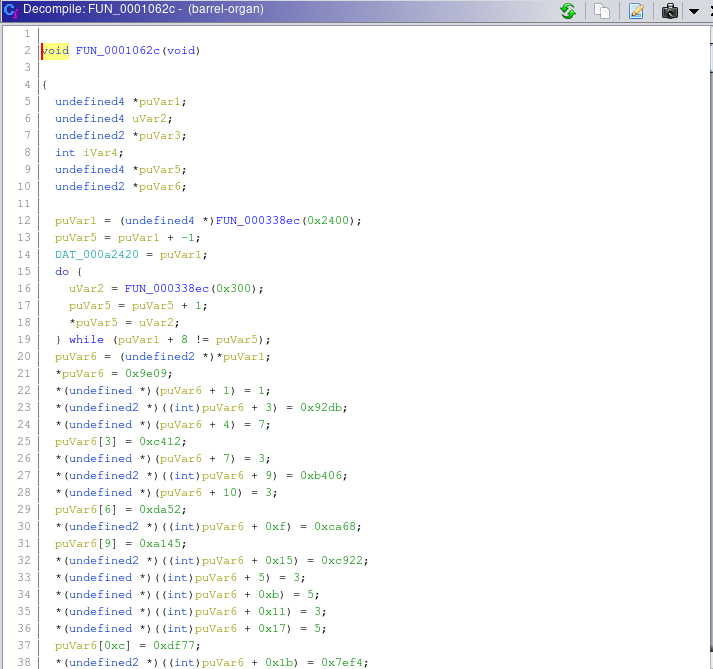 Decompile: FUN_0001062c - (barrel-organ)
1
2 void FUN_0001062c(void)
3
4 {
5 undefined4 *puVar1;
6 undefined4 uVar2;
7 undefined2 *puVar3;
8 int iVar4;
9 undefined4 *puVar5;
10 undefined2 *puVar6;
11
12 puVar1 = (undefined4 *)FUN_000338ec(0x2400);
13 puVar5 = puVar1 + -1;
14 DAT_000a2420 = puVar1;
15 do {
16 uVar2 = FUN_000338ec(0x300);
17 puVar5 = puVar5 + 1;
18 *puVar5 = uVar2;
19 } while (puVar1 + 8 != puVar5);
20 puVar6 = (undefined2 *)*puVar1;
21 *puVar6 = 0x9e09;
22 *(undefined *)(puVar6 + 1) = 1;
23 *(undefined2 *)((int)puVar6 + 3) = 0x92db;
24 *(undefined *)(puVar6 + 4) = 7;
25 puVar6[3] = 0xc412;
26 *(undefined *)(puVar6 + 7) = 3;
27 *(undefined2 *)((int)puVar6 + 9) = 0xb406;
28 *(undefined *)(puVar6 + 10) = 3;
29 puVar6[6] = 0xda52;
30 *(undefined2 *)((int)puVar6 + 0xf) = 0xca68;
31 puVar6[9] = 0xa145;
32 *(undefined2 *)((int)puVar6 + 0x15) = 0xc922;
33 *(undefined *)((int)puVar6 + 5) = 3;
34 *(undefined *)((int)puVar6 + 0xb) = 5;
35 *(undefined *)((int)puVar6 + 0x11) = 3;
36 *(undefined *)((int)puVar6 + 0x17) = 5;
37 puVar6[0xc] = 0xdf77;
38 *(undefined2 *)((int)puVar6 + 0x1b) = 0x7ef4;